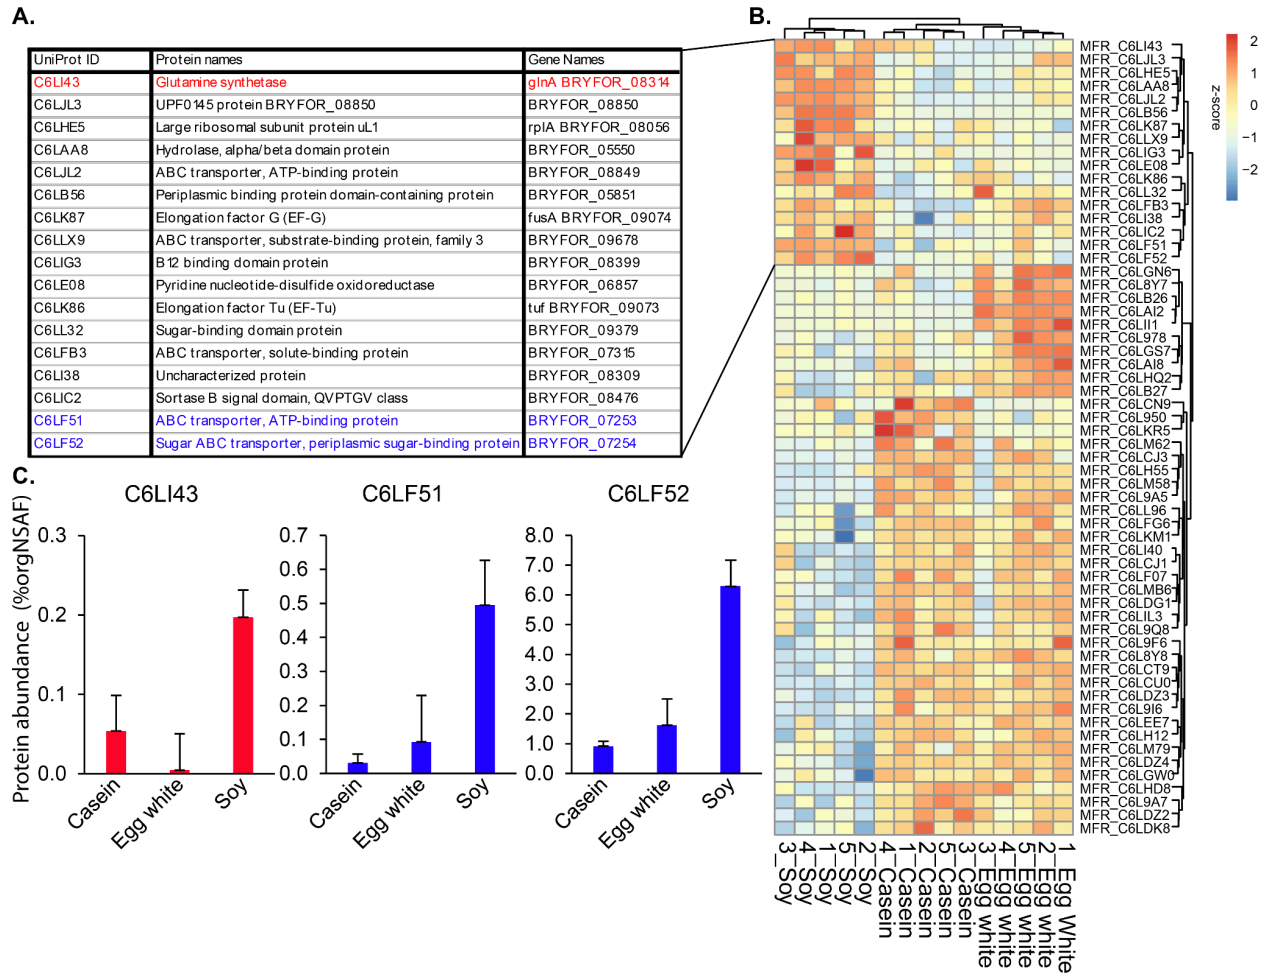 A.
UniProt ID Protein names Gene Names
C6LI43 Glutamine synthetase glnA BRYFOR_08314
C6LJL3 UPF0145 protein BRYFOR_08850 BRYFOR_08850
C6LHE5 Large ribosomal subunit protein uL1 rplA BRYFOR_08056
C6LAA8 Hydrolase, alpha/beta domain protein BRYFOR_05550
C6LJL2 ABC transporter, ATP-binding protein BRYFOR_08849
C6LB56 Periplasmic binding protein domain-containing protein BRYFOR_05851
C6LK87 Elongation factor G (EF-G) fusA BRYFOR_09074
C6LLX9 ABC transporter, substrate-binding protein, family 3 BRYFOR_09678
C6LIG3 B12 binding domain protein BRYFOR_08399
C6LE08 Pyridine nucleotide-disulfide oxidoreductase BRYFOR_06857
C6LK86 Elongation factor Tu (EF-Tu) tuf BRYFOR_09073
C6LL32 Sugar-binding domain protein BRYFOR_09379
C6LFB3 ABC transporter, solute-binding protein BRYFOR_07315
C6LI38 Uncharacterized protein BRYFOR_08309
C6LIC2 Sortase B signal domain, QVPTGV class BRYFOR_08476
C6LF51 ABC transporter, ATP-binding protein BRYFOR_07253
C6LF52 Sugar ABC transporter, periplasmic sugar-binding protein BRYFOR_07254
B.
MFR_C6LI43
MFR_C6LJL3
MFR_C6LHE5
MFR_C6LAA8
MFR_C6LJL2
MFR_C6LB56
MFR_C6LK87
MFR_C6LLX9
MFR_C6LIG3
MFR_C6LE08
MFR_C6LK86
MFR_C6LL32
MFR_C6LFB3
MFR_C6LI38
MFR_C6LIC2
MFR_C6LF51
MFR_C6LF52
MFR_C6LGN6
MFR_C6L8Y7
MFR_C6LB26
MFR_C6LAI2
MFR_C6LII1
MFR_C6L978
MFR_C6LGS7
MFR_C6LAI8
MFR_C6LHQ2
MFR_C6LB27
MFR_C6LCN9
MFR_C6L950
MFR_C6LKR5
MFR_C6LM62
MFR_C6LCJ3
MFR_C6LH55
MFR_C6LM58
MFR_C6L9A5
MFR_C6LL96
MFR_C6LFG6
MFR_C6LKM1
MFR_C6LI40
MFR_C6LCJ1
MFR_C6LF07
MFR_C6LMB6
MFR_C6LDG1
MFR_C6LIL3
MFR_C6L9Q8
MFR_C6L9F6
MFR_C6L8Y8
MFR_C6LCT9
MFR_C6LCU0
MFR_C6LDZ3
MFR_C6L9I6
MFR_C6LEE7
MFR_C6LH12
MFR_C6LM79
MFR_C6LDZ4
MFR_C6LGW0
MFR_C6LHD8
MFR_C6L9A7
MFR_C6LDZ2
MFR_C6LDK8
3_Soy
4_Soy
1_Soy
5_Soy
2_Soy
4_Casein
1_Casein
2_Casein
5_Casein
3_Casein
3_Egg white
4_Egg white
5_Egg white
2_Egg white
1_Egg White
z-score
2
1
0
−1
−2
C.
Protein abundance (%orgNSAF)
C6LI43
0.3
0.2
0.1
0.0
Casein
Egg white
Soy
C6LF51
0.7
0.6
0.5
0.4
0.3
0.2
0.1
0.0
Casein
Egg white
Soy
C6LF52
8.0
7.0
6.0
5.0
4.0
3.0
2.0
1.0
0.0
Casein
Egg white
Soy